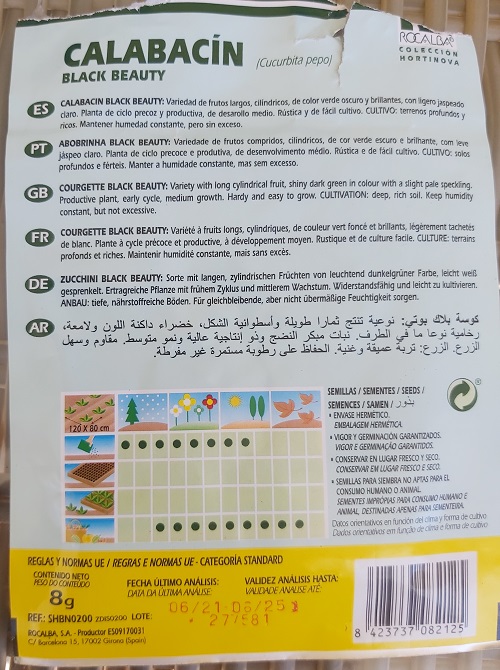 CALABACÍN
(Cucurbita pepo)
BLACK BEAUTY
ROCALBA®
COLECCIÓN
HORTINOVA
ES
CALABACIN BLACK BEAUTY: Variedad de frutos largos, cilíndricos, de color verde oscuro y brillantes, con ligero jaspeado
claro. Planta de ciclo precoz y productiva, de desarollo medio. Rústica y de fácil cultivo. CULTIVO: terrenos profundos y
ricos. Mantener humedad constante, pero sin exceso.
PT
ABOBRINHA BLACK BEAUTY: Variedade de frutos compridos, cilíndricos, de cor verde escuro e brilhante, com leve
jáspeo claro. Planta de ciclo precoce e produtiva, de desenvolvimento médio. Rústica e de fácil cultivo. CULTIVO: solos
profundos e férteis. Manter a humidade constante, mas sem excesso.
GB
COURGETTE BLACK BEAUTY: Variety with long cylindrical fruit, shiny dark green in colour with a slight pale speckling.
Productive plant, early cycle, medium growth. Hardy and easy to grow. CULTIVATION: deep, rich soil. Keep humidity
constant, but not excessive.
FR
COURGETTE BLACK BEAUTY: Variété à fruits longs, cylindriques, de couleur vert foncé et brillants, légèrement tachetés
de blanc. Plante à cycle précoce et productive, à développement moyen. Rustique et de culture facile. CULTURE: terrains
profonds et riches. Maintenir humidité constante, mais sans excés.
DE
ZUCCHINI BLACK BEAUTY: Sorte mit langen, zylindrischen Früchten von leuchtend dunkelgrüner Farbe, leicht weiß
gesprenkelt. Ertragreiche Pflanze mit frühem Zyklus und mittlerem Wachstum. Widerstandsfähig und leicht zu kultivieren.
ANBAU: tiefe, nährstoffreiche Böden. Für gleichbleibende, aber nicht übermäßige Feuchtigkeit sorgen.
AR
كوسة بلاك بوتي: نوعية تنتج ثمارا طويلة وأسطوانية الشكل، خضراء داكنة اللون ولامعة،
رخامية نوعا ما في الطرف. نبات مبكر النضج وذو إنتاجية عالية ونمو متوسط. مقاوم وسهل
الزرع. الزرع: تربة عميقة وغنية. الحفاظ على رطوبة مستمرة غير مفرطة.
120 X 80 cm
SEMILLAS / SEMENTES / SEEDS /
SEMENCES / SAMEN / بذور
• ENVASE HERMÉTICO.
EMBALAGEM HERMÉTICA.
• VIGOR Y GERMINACIÓN GARANTIZADOS.
VIGOR E GERMINAÇÃO GARANTIDOS.
• CONSERVAR EN LUGAR FRESCO Y SECO.
CONSERVAR EM LUGAR FRESCO E SECO.
• SEMILLAS PARA SIEMBRA NO APTAS PARA EL
CONSUMO HUMANO O ANIMAL.
SEMENTES IMPRÓPIAS PARA CONSUMO HUMANO E
ANIMAL, DESTINADAS APENAS PARA SEMENTEIRA.
Datos orientativos en función del clima y forma de cultivo
Dados orientativos em função de clima e forma de cultivo
REGLAS Y NORMAS UE / REGRAS E NORMAS UE - CATEGORÍA STANDARD
CONTENIDO NETO
PESO DO CONTEÚDO
8g
FECHA ÚLTIMO ANÁLISIS:
DATA DA ÚLTIMA ANÁLISE:
VALIDEZ ANÁLISIS HASTA:
VALIDADE ANÁLISE ATÉ:
06/21-06/25
REF.: SHBN0200 ZDIS0200 LOTE:
277581
ROCALBA, S.A. - Productor ES09170031
C/ Barcelona 15, 17002 Girona (Spain)
8 423737 082125